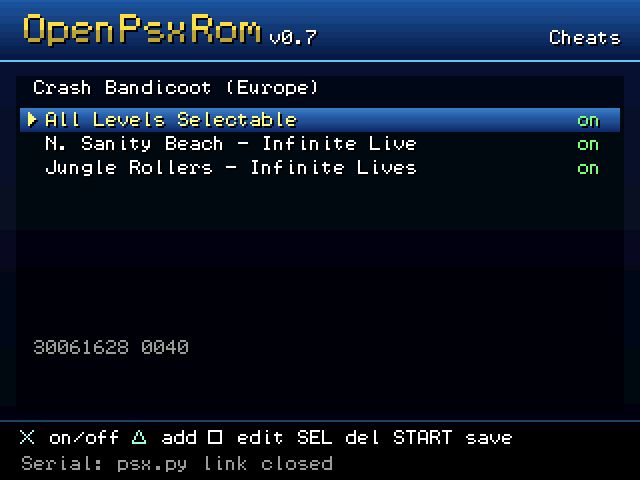 OpenPsxRom v0.7 Cheats
Crash Bandicoot (Europe)
All Levels Selectable on
N. Sanity Beach - Infinite Live on
Jungle Rollers - Infinite Lives on
30061628 0040
X on/off △ add □ edit SEL del START save
Serial: psx.py link closed